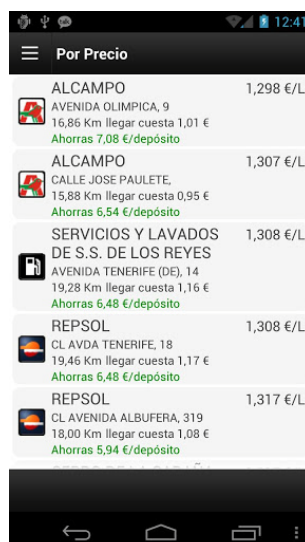 12:41
Por Precio
ALCAMPO 1,298 €/L
AVENIDA OLIMPICA, 9
16,86 Km llegar cuesta 1,01 €
Ahorras 7,08 €/depósito
ALCAMPO 1,307 €/L
CALLE JOSE PAULETE,
15,88 Km llegar cuesta 0,95 €
Ahorras 6,54 €/depósito
SERVICIOS Y LAVADOS 1,308 €/L
DE S.S. DE LOS REYES
AVENIDA TENERIFE (DE), 14
19,28 Km llegar cuesta 1,16 €
Ahorras 6,48 €/depósito
REPSOL 1,308 €/L
CL AVDA TENERIFE, 18
19,46 Km llegar cuesta 1,17 €
Ahorras 6,48 €/depósito
REPSOL 1,317 €/L
CL AVENIDA ALBUFERA, 319
18,00 Km llegar cuesta 1,08 €
Ahorras 5,94 €/depósito